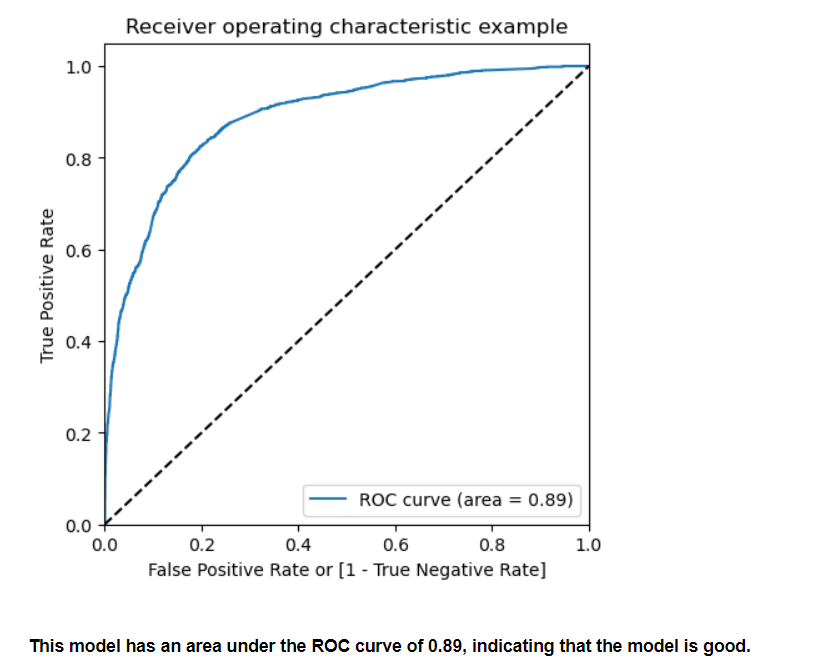 Receiver operating characteristic example
True Positive Rate
1.0
0.8
0.6
0.4
0.2
0.0
ROC curve (area = 0.89)
0.0 0.2 0.4 0.6 0.8 1.0
False Positive Rate or [1 - True Negative Rate]
This model has an area under the ROC curve of 0.89, indicating that the model is good.